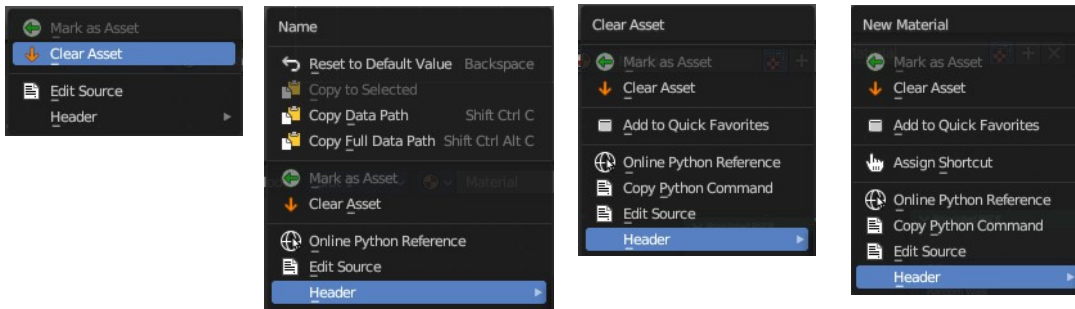 Mark as Asset
Clear Asset
Edit Source
Header
Name
Reset to Default Value Backspace
Copy to Selected
Copy Data Path Shift Ctrl C
Copy Full Data Path Shift Ctrl Alt C
Mark as Asset
Material
Clear Asset
Online Python Reference
Edit Source
Header
Clear Asset
Mark as Asset
Clear Asset
Add to Quick Favorites
Online Python Reference
Copy Python Command
Edit Source
Header
New Material
Mark as Asset
Clear Asset
Add to Quick Favorites
Assign Shortcut
Online Python Reference
Copy Python Command
Edit Source
Header